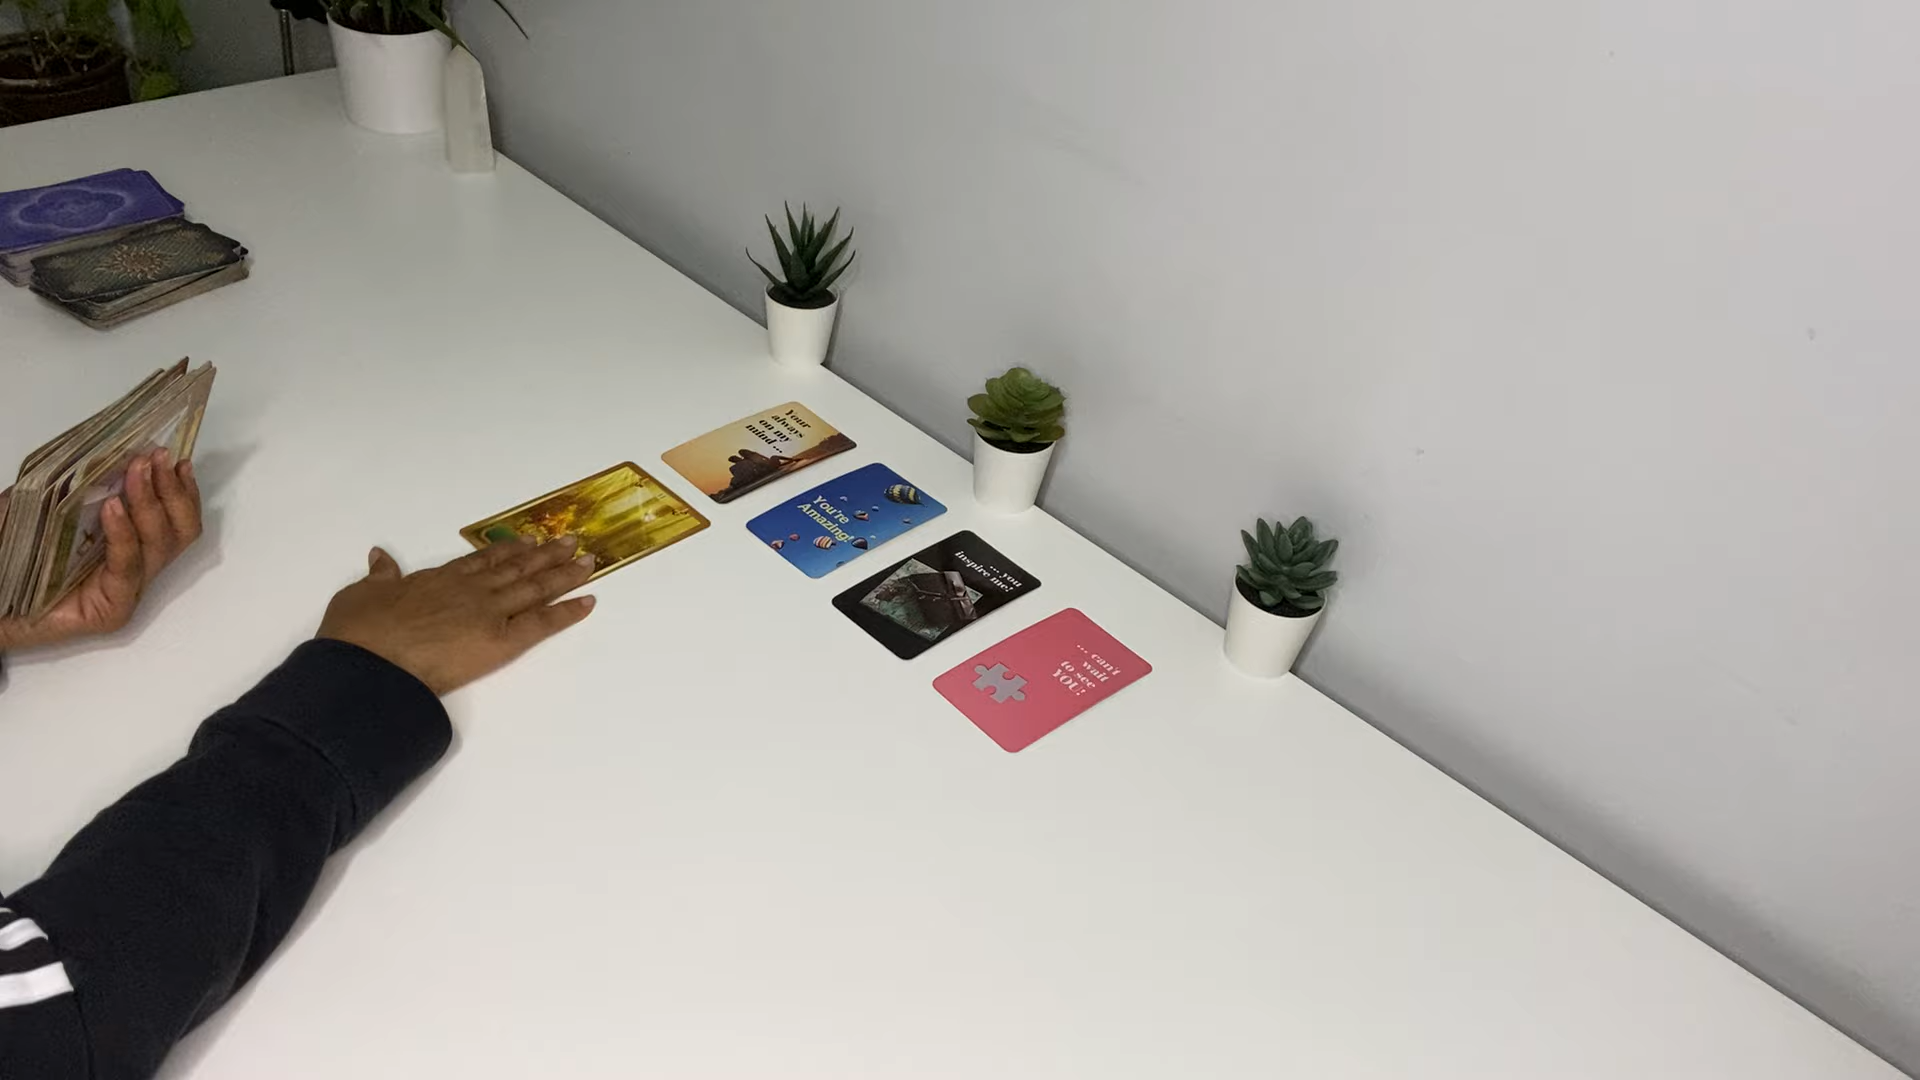 Your
always
on my
mind ...
You're
Amazing!
... you
inspire me!
... can't
wait
to see
YOU!